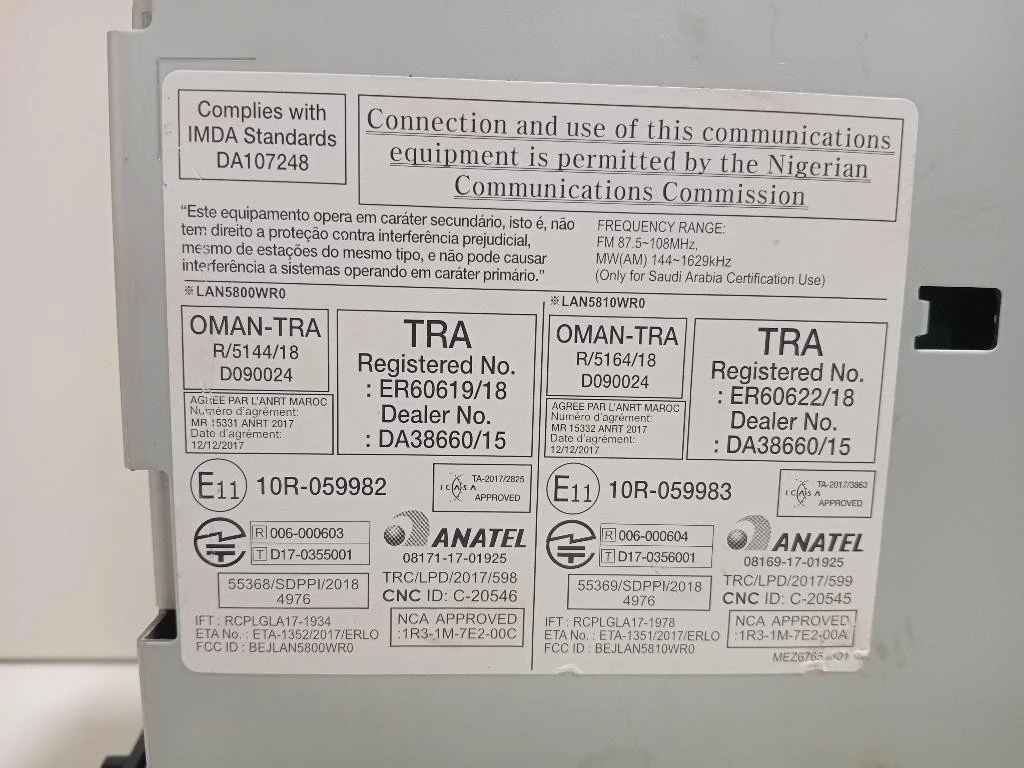 Complies with
IMDA Standards
DA107248
Connection and use of this communications
equipment is permitted by the Nigerian
Communications Commission
"Este equipamento opera em caráter secundário, isto é, não
tem direito a proteção contra interferência prejudicial,
mesmo de estações do mesmo tipo, e não pode causar
interferência a sistemas operando em caráter primário."
FREQUENCY RANGE:
FM 87.5~108MHz,
MW(AM) 144~1629kHz
(Only for Saudi Arabia Certification Use)
※LAN5800WR0
OMAN-TRA
R/5144/18
D090024
TRA
Registered No.
: ER60619/18
Dealer No.
: DA38660/15
AGREE PAR L'ANRT MAROC
Numéro d'agrément:
MR 15331 ANRT 2017
Date d'agrément:
12/12/2017
E11 10R-059982
ICASA
TA-2017/2825
APPROVED
R 006-000603
T D17-0355001
ANATEL
08171-17-01925
55368/SDPPI/2018
4976
TRC/LPD/2017/598
CNC ID: C-20546
IFT : RCPLGLA17-1934
ETA No. : ETA-1352/2017/ERLO
FCC ID : BEJLAN5800WR0
NCA APPROVED
:1R3-1M-7E2-00C
※LAN5810WR0
OMAN-TRA
R/5164/18
D090024
TRA
Registered No.
: ER60622/18
Dealer No.
: DA38660/15
AGREE PAR L'ANRT MAROC
Numéro d'agrément:
MR 15332 ANRT 2017
Date d'agrément:
12/12/2017
E11 10R-059983
ICASA
TA-2017/3863
APPROVED
R 006-000604
T D17-0356001
ANATEL
08169-17-01925
55369/SDPPI/2018
4976
TRC/LPD/2017/599
CNC ID: C-20545
IFT : RCPLGLA17-1978
ETA No. : ETA-1351/2017/ERLO
FCC ID : BEJLAN5810WR0
NCA APPROVED
:1R3-1M-7E2-00A